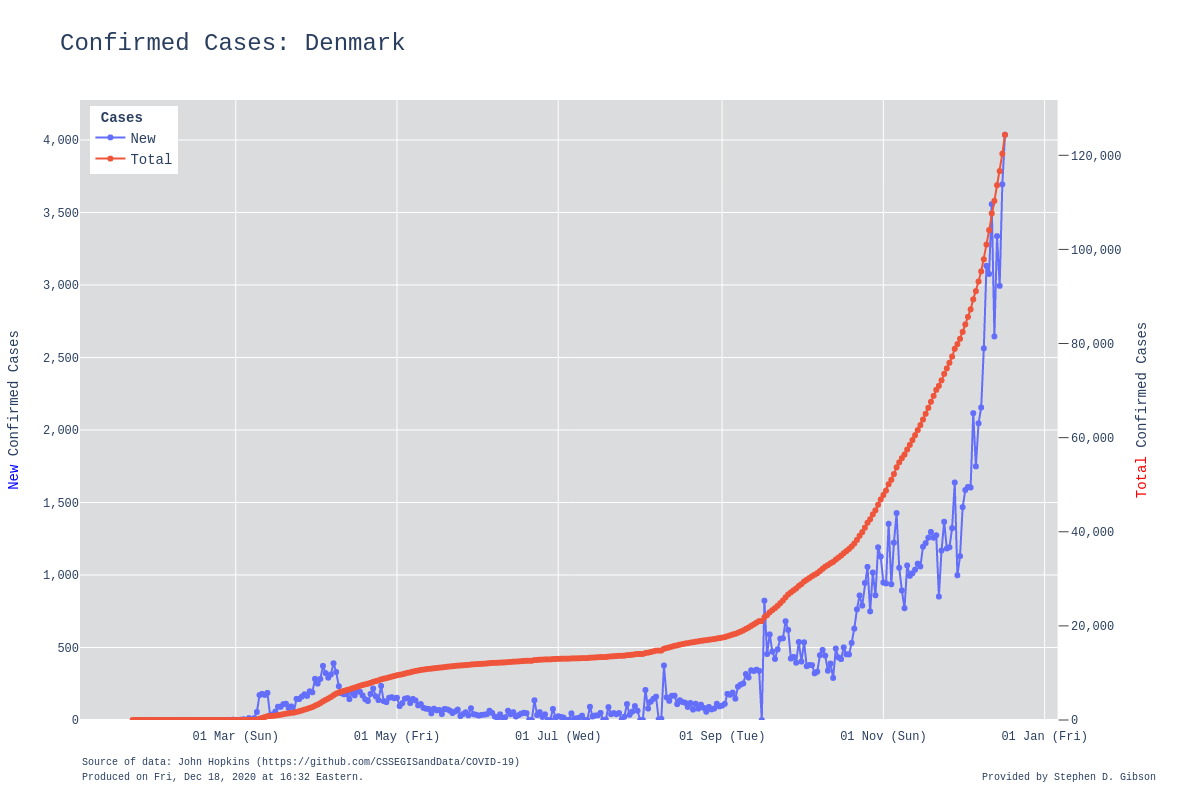 Confirmed Cases: Denmark
Cases
New
Total
4,000
3,500
3,000
2,500
2,000
1,500
1,000
500
0
120,000
100,000
80,000
60,000
40,000
20,000
0
New Confirmed Cases
Total Confirmed Cases
01 Mar (Sun)
01 May (Fri)
01 Jul (Wed)
01 Sep (Tue)
01 Nov (Sun)
01 Jan (Fri)
Source of data: John Hopkins (https://github.com/CSSEGISandData/COVID-19)
Produced on Fri, Dec 18, 2020 at 16:32 Eastern.
Provided by Stephen D. Gibson